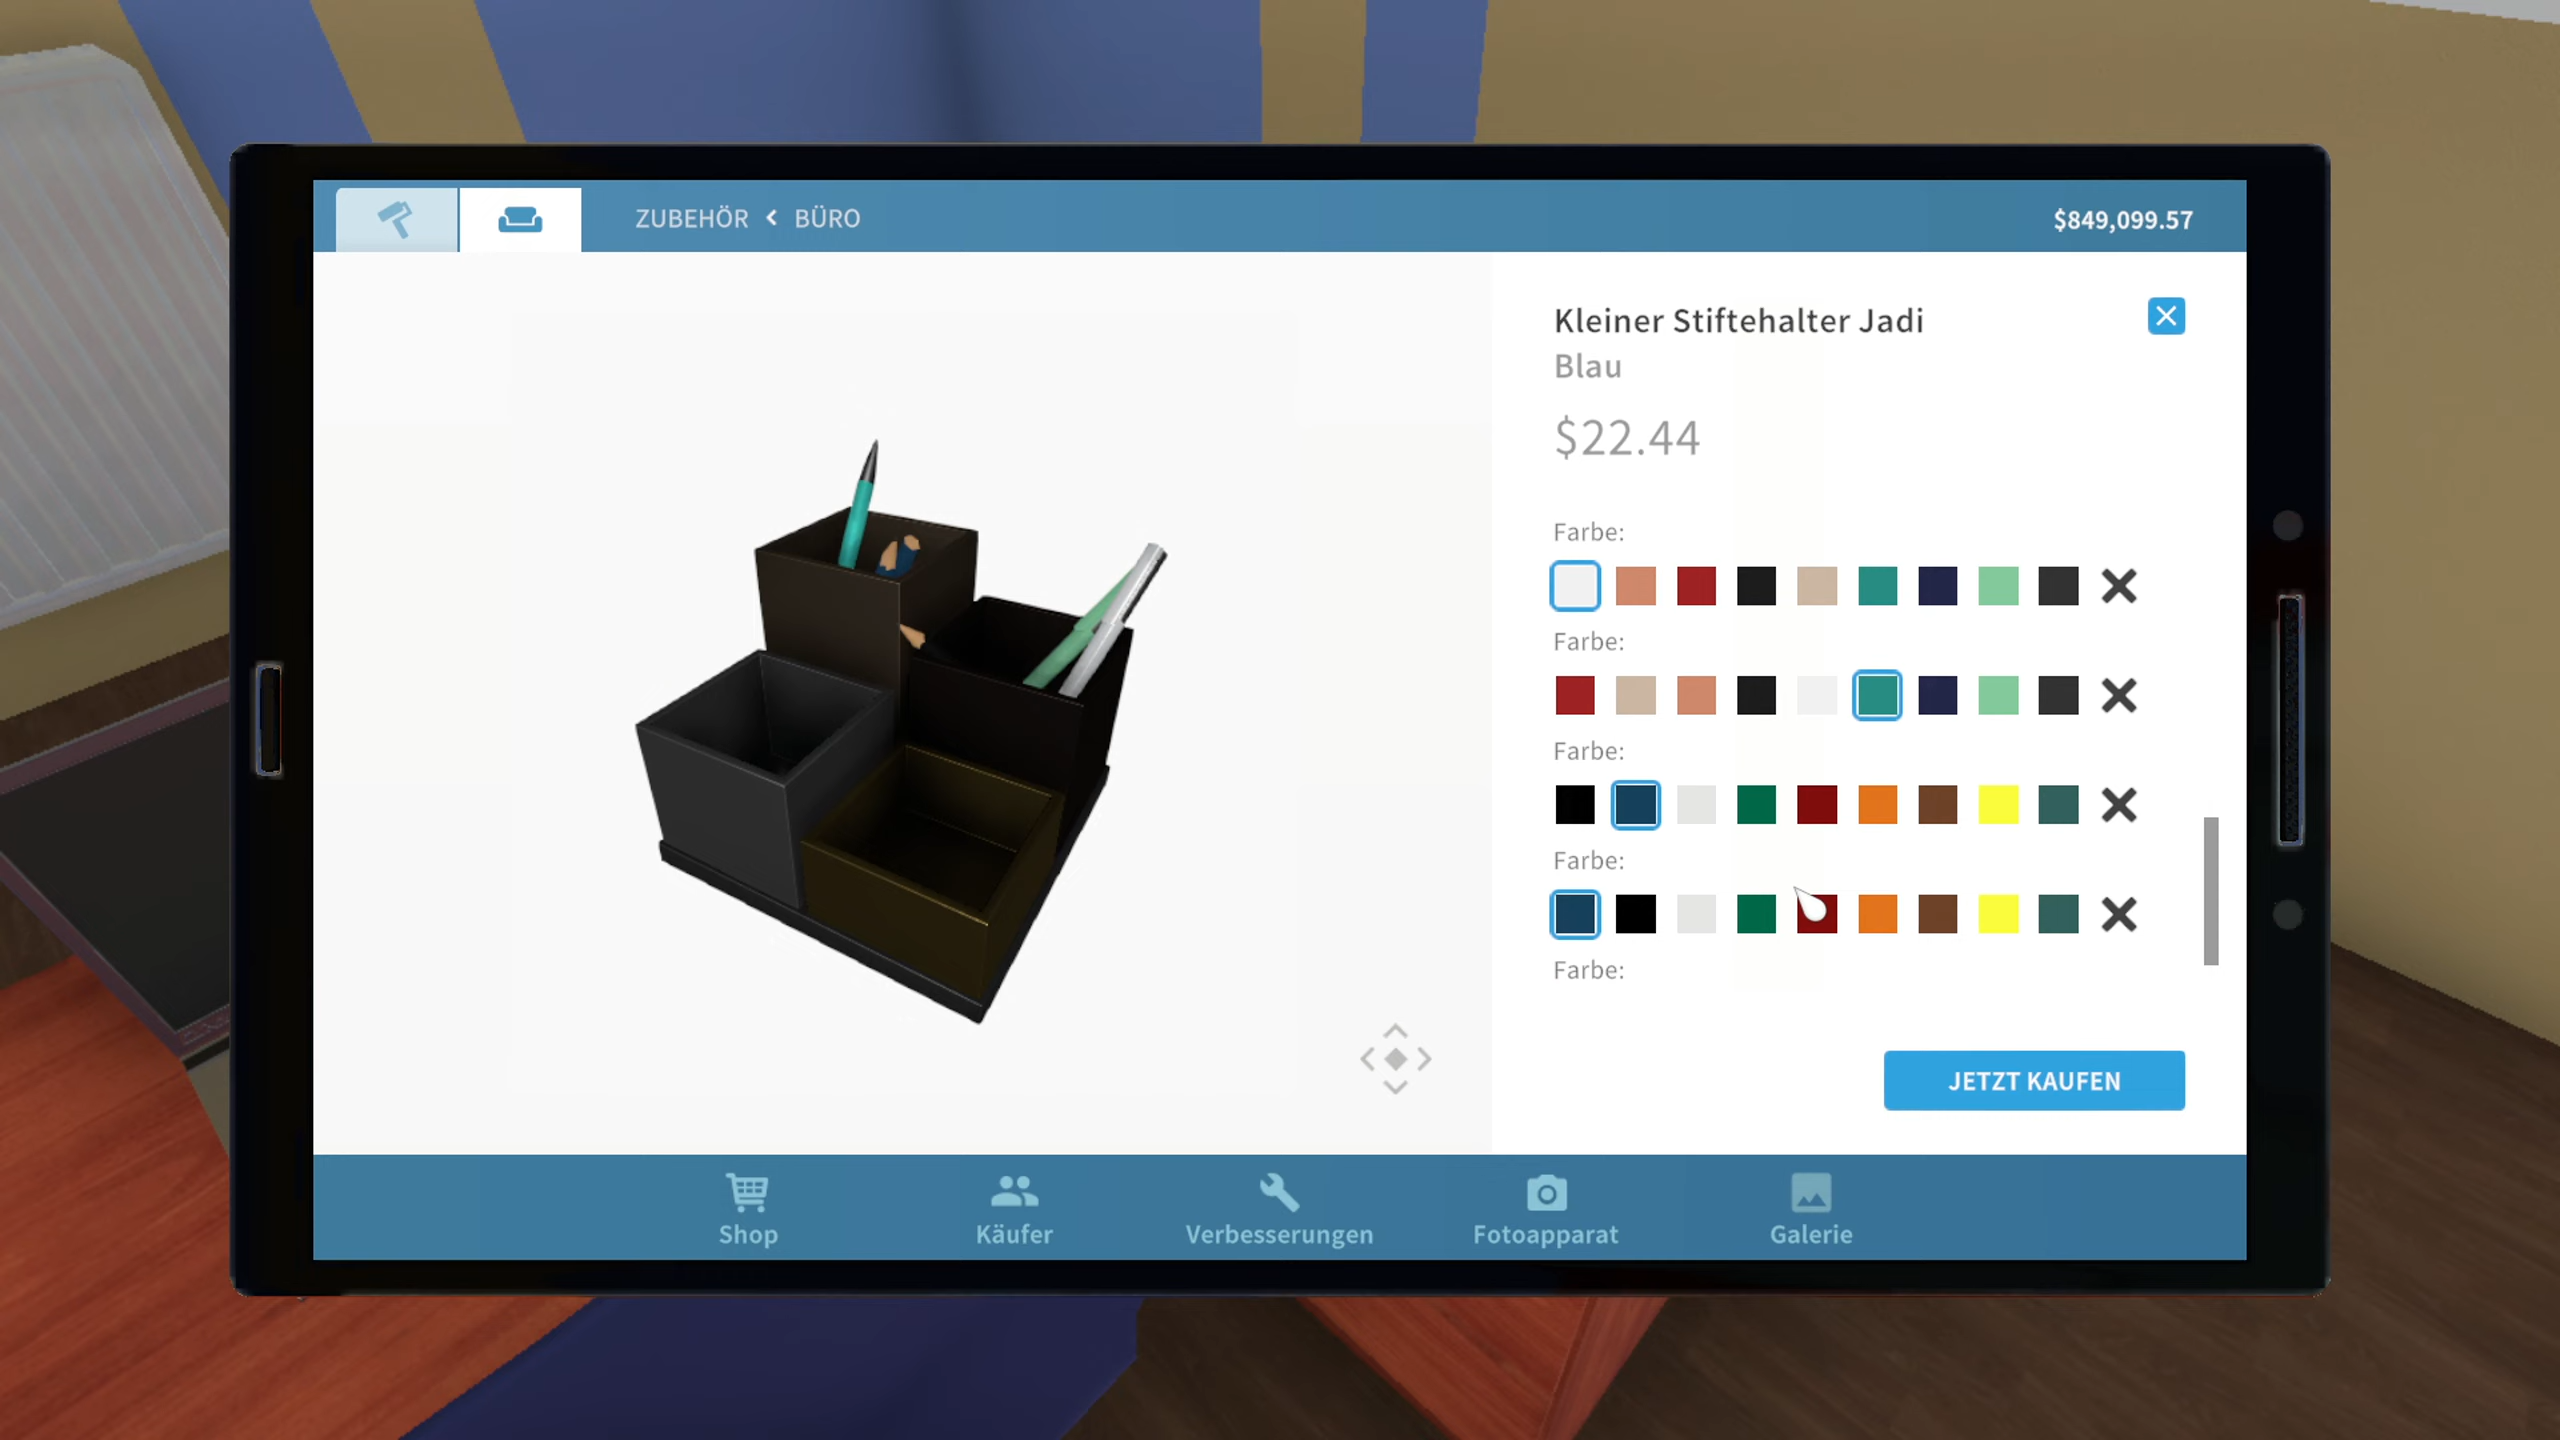 ZUBEHÖR < BÜRO
$849,099.57
Kleiner Stiftehalter Jadi
Blau
$22.44
Farbe:
Farbe:
Farbe:
Farbe:
Farbe:
JETZT KAUFEN
Shop
Käufer
Verbesserungen
Fotoapparat
Galerie